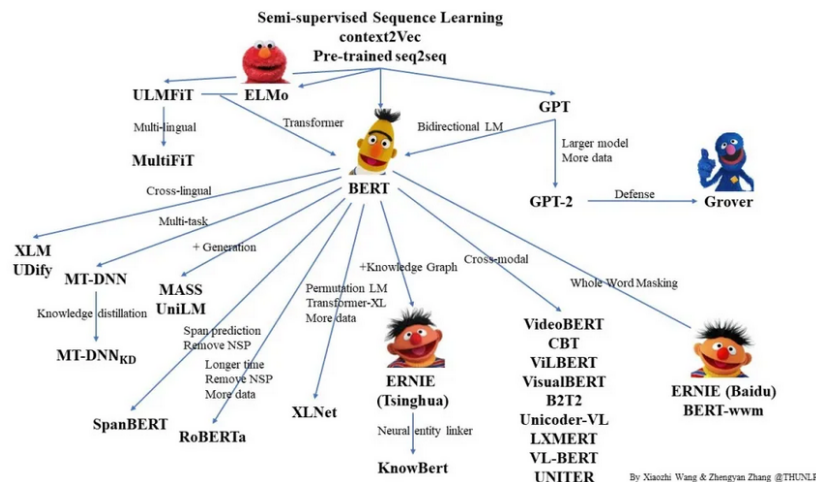 Semi-supervised Sequence Learning
context2Vec
Pre-trained seq2seq
ULMFiT
ELMo
GPT
Multi-lingual
Transformer
Bidirectional LM
Larger model
More data
MultiFiT
BERT
GPT-2
Defense
Grover
Cross-lingual
Multi-task
+ Generation
+Knowledge Graph
Cross-modal
Whole Word Masking
XLM
UDify
MT-DNN
MASS
UniLM
Permutation LM
Transformer-XL
More data
Knowledge distillation
Span prediction
Remove NSP
MT-DNNKD
Longer time
Remove NSP
More data
VideoBERT
CBT
ViLBERT
VisualBERT
B2T2
Unicoder-VL
LXMERT
VL-BERT
UNITER
ERNIE
(Tsinghua)
ERNIE (Baidu)
BERT-wwm
SpanBERT
RoBERTa
XLNet
Neural entity linker
KnowBert
By Xiaozhi Wang & Zhengyan Zhang @THUNLP